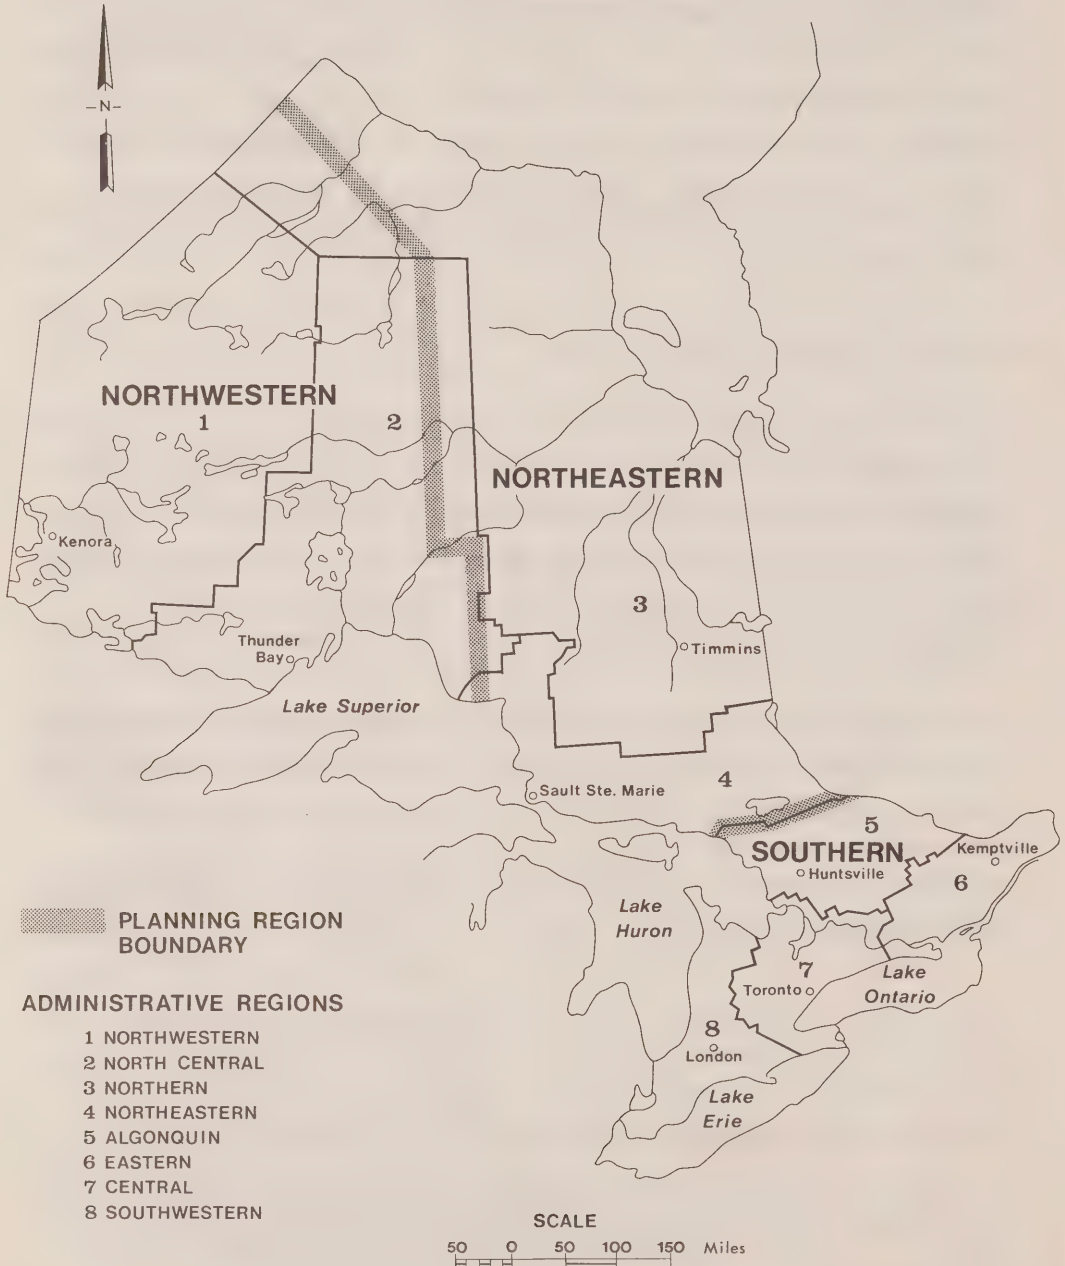 -N-
NORTHWESTERN
1
2
NORTHEASTERN
Kenora
3
Thunder
Bay
Timmins
Lake Superior
4
Sault Ste. Marie
5
SOUTHERN
Kemptville
Huntsville
6
Lake
Huron
7
Lake
Ontario
Toronto
8
London
Lake
Erie
PLANNING REGION
BOUNDARY
ADMINISTRATIVE REGIONS
1 NORTHWESTERN
2 NORTH CENTRAL
3 NORTHERN
4 NORTHEASTERN
5 ALGONQUIN
6 EASTERN
7 CENTRAL
8 SOUTHWESTERN
SCALE
50 0 50 100 150 Miles